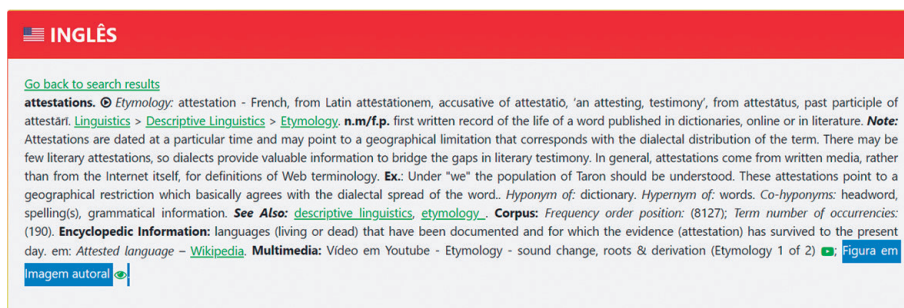 INGLÊS
Go back to search results
attestations. Etymology: attestation - French, from Latin attēstātionem, accusative of attestātiō, 'an attesting, testimony', from attestātus, past participle of
attestārī. Linguistics > Descriptive Linguistics > Etymology. n.m/f.p. first written record of the life of a word published in dictionaries, online or in literature. Note:
Attestations are dated at a particular time and may point to a geographical limitation that corresponds with the dialectal distribution of the term. There may be
few literary attestations, so dialects provide valuable information to bridge the gaps in literary testimony. In general, attestations come from written media, rather
than from the Internet itself, for definitions of Web terminology. Ex.: Under "we" the population of Taron should be understood. These attestations point to a
geographical restriction which basically agrees with the dialectal spread of the word.. Hyponym of: dictionary. Hypernym of: words. Co-hyponyms: headword,
spelling(s), grammatical information. See Also: descriptive linguistics, etymology . Corpus: Frequency order position: (8127); Term number of occurrencies:
(190). Encyclopedic Information: languages (living or dead) that have been documented and for which the evidence (attestation) has survived to the present
day. em: Attested language – Wikipedia. Multimedia: Vídeo em Youtube - Etymology - sound change, roots & derivation (Etymology 1 of 2) ; Figura em
Imagem autoral .